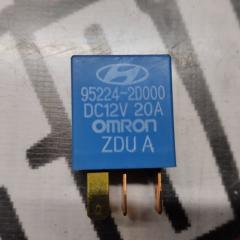 95224-2D000
DC12V 20A
OMRON
ZDU A